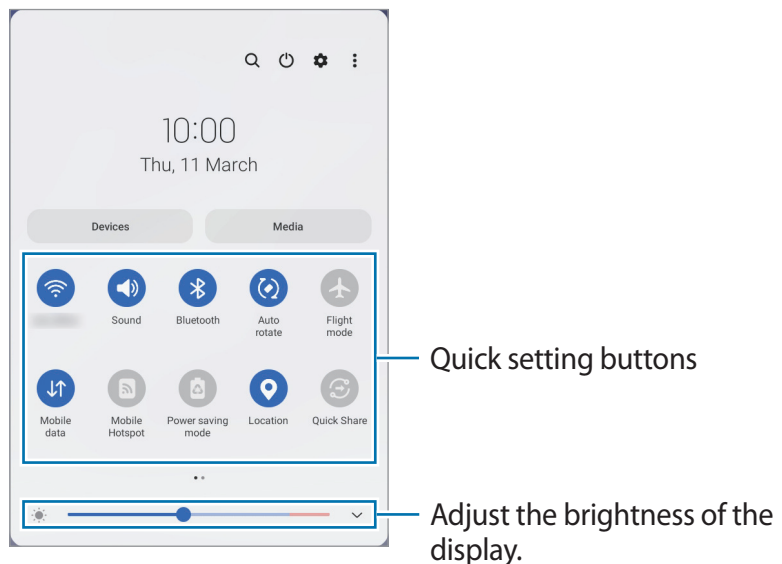 10:00
Thu, 11 March
Devices Media
Sound Bluetooth Auto rotate Flight mode
Mobile data Mobile Hotspot Power saving mode Location Quick Share
Quick setting buttons
Adjust the brightness of the
display.